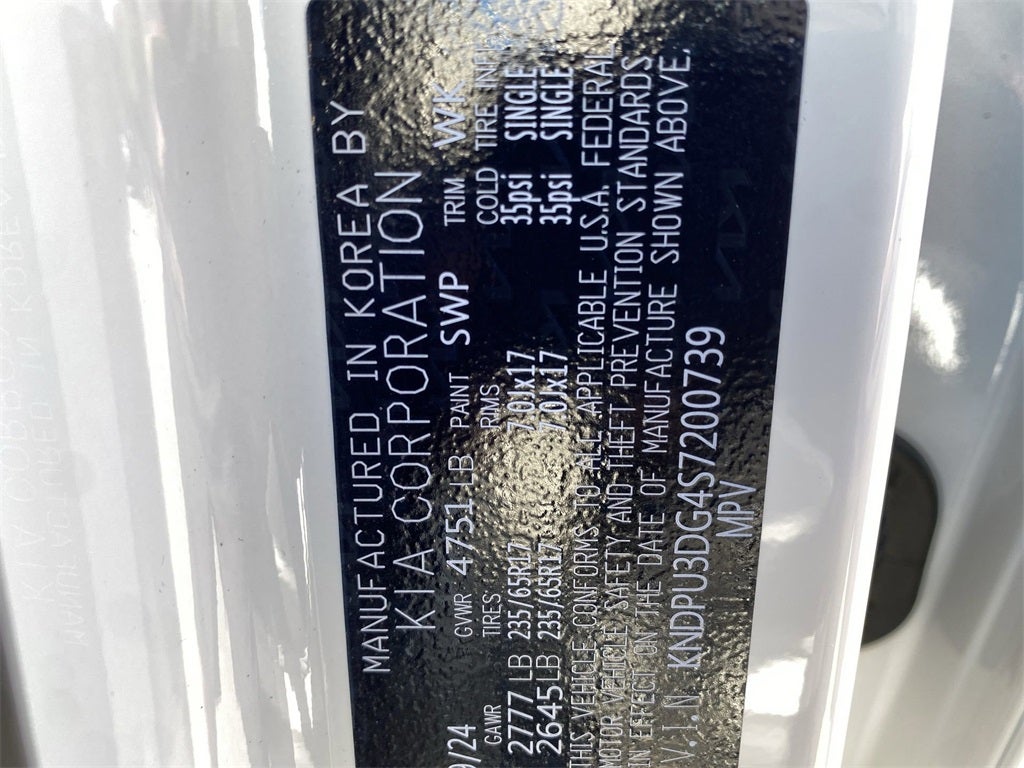 MANUFACTURED IN KOREA BY
KIA CORPORATION
9/24 GVWR 4751 LB PAINT SWP TRIM WK
GAWR TIRES RIMS COLD TIRE INF
2777 LB 235/65R17 7.0Jx17 35psi SINGLE
2645 LB 235/65R17 7.0Jx17 35psi SINGLE
THIS VEHICLE CONFORMS TO ALL APPLICABLE U.S.A. FEDERAL
MOTOR VEHICLE SAFETY AND THEFT PREVENTION STANDARDS
IN EFFECT ON THE DATE OF MANUFACTURE SHOWN ABOVE.
V.I.N KNDPU3DG4S7200739
MPV